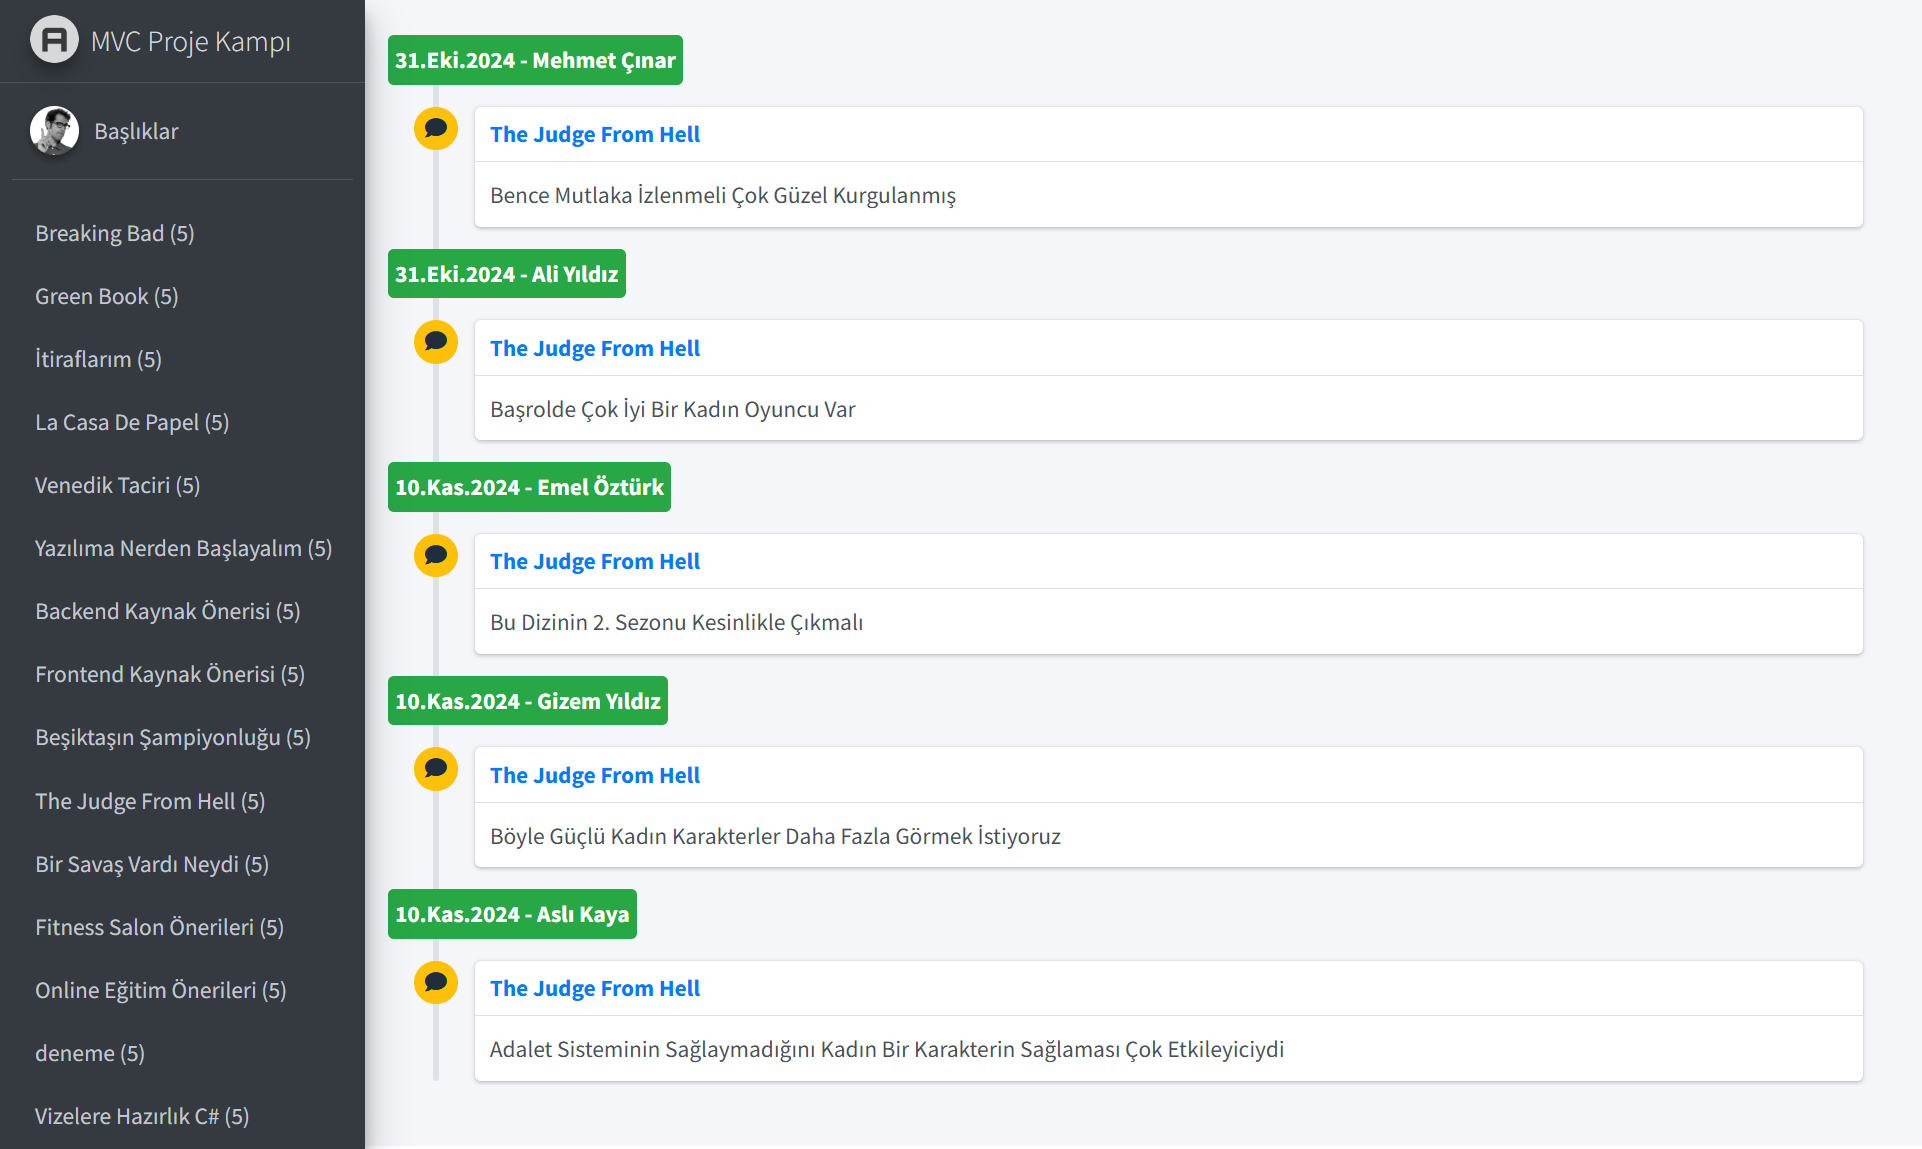 MVC Proje Kampı
Başlıklar
Breaking Bad (5)
Green Book (5)
İtiraflarım (5)
La Casa De Papel (5)
Venedik Taciri (5)
Yazılıma Nerden Başlayalım (5)
Backend Kaynak Önerisi (5)
Frontend Kaynak Önerisi (5)
Beşiktaşın Şampiyonluğu (5)
The Judge From Hell (5)
Bir Savaş Vardı Neydi (5)
Fitness Salon Önerileri (5)
Online Eğitim Önerileri (5)
deneme (5)
Vizelere Hazırlık C# (5)
31.Eki.2024 - Mehmet Çınar
The Judge From Hell
Bence Mutlaka İzlenmeli Çok Güzel Kurgulanmış
31.Eki.2024 - Ali Yıldız
The Judge From Hell
Başrolde Çok İyi Bir Kadın Oyuncu Var
10.Kas.2024 - Emel Öztürk
The Judge From Hell
Bu Dizinin 2. Sezonu Kesinlikle Çıkmalı
10.Kas.2024 - Gizem Yıldız
The Judge From Hell
Böyle Güçlü Kadın Karakterler Daha Fazla Görmek İstiyoruz
10.Kas.2024 - Aslı Kaya
The Judge From Hell
Adalet Sisteminin Sağlaymadığını Kadın Bir Karakterin Sağlaması Çok Etkileyiciydi